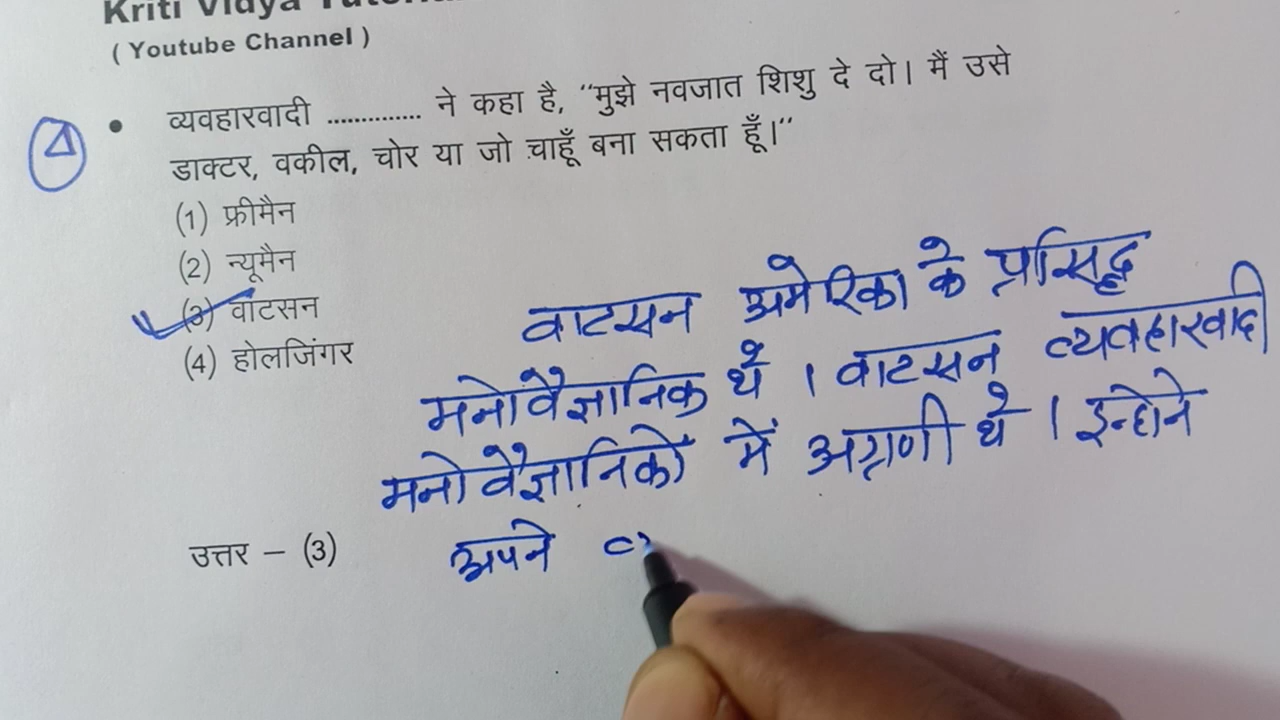 Kriti Vidya
( Youtube Channel )
व्यवहारवादी .............. ने कहा है, “मुझे नवजात शिशु दे दो। मैं उसे
डाक्टर, वकील, चोर या जो चाहूँ बना सकता हूँ।“
(1) फ्रीमैन
(2) न्यूमैन
(3) वाटसन
(4) होलजिंगर
वाटसन अमेरिका के प्रसिद्ध
मनोवैज्ञानिक थे । वाटसन व्यवहारवादी
मनोवैज्ञानिकों में अग्रणी थे । इन्होने
उत्तर – (3)
अपने